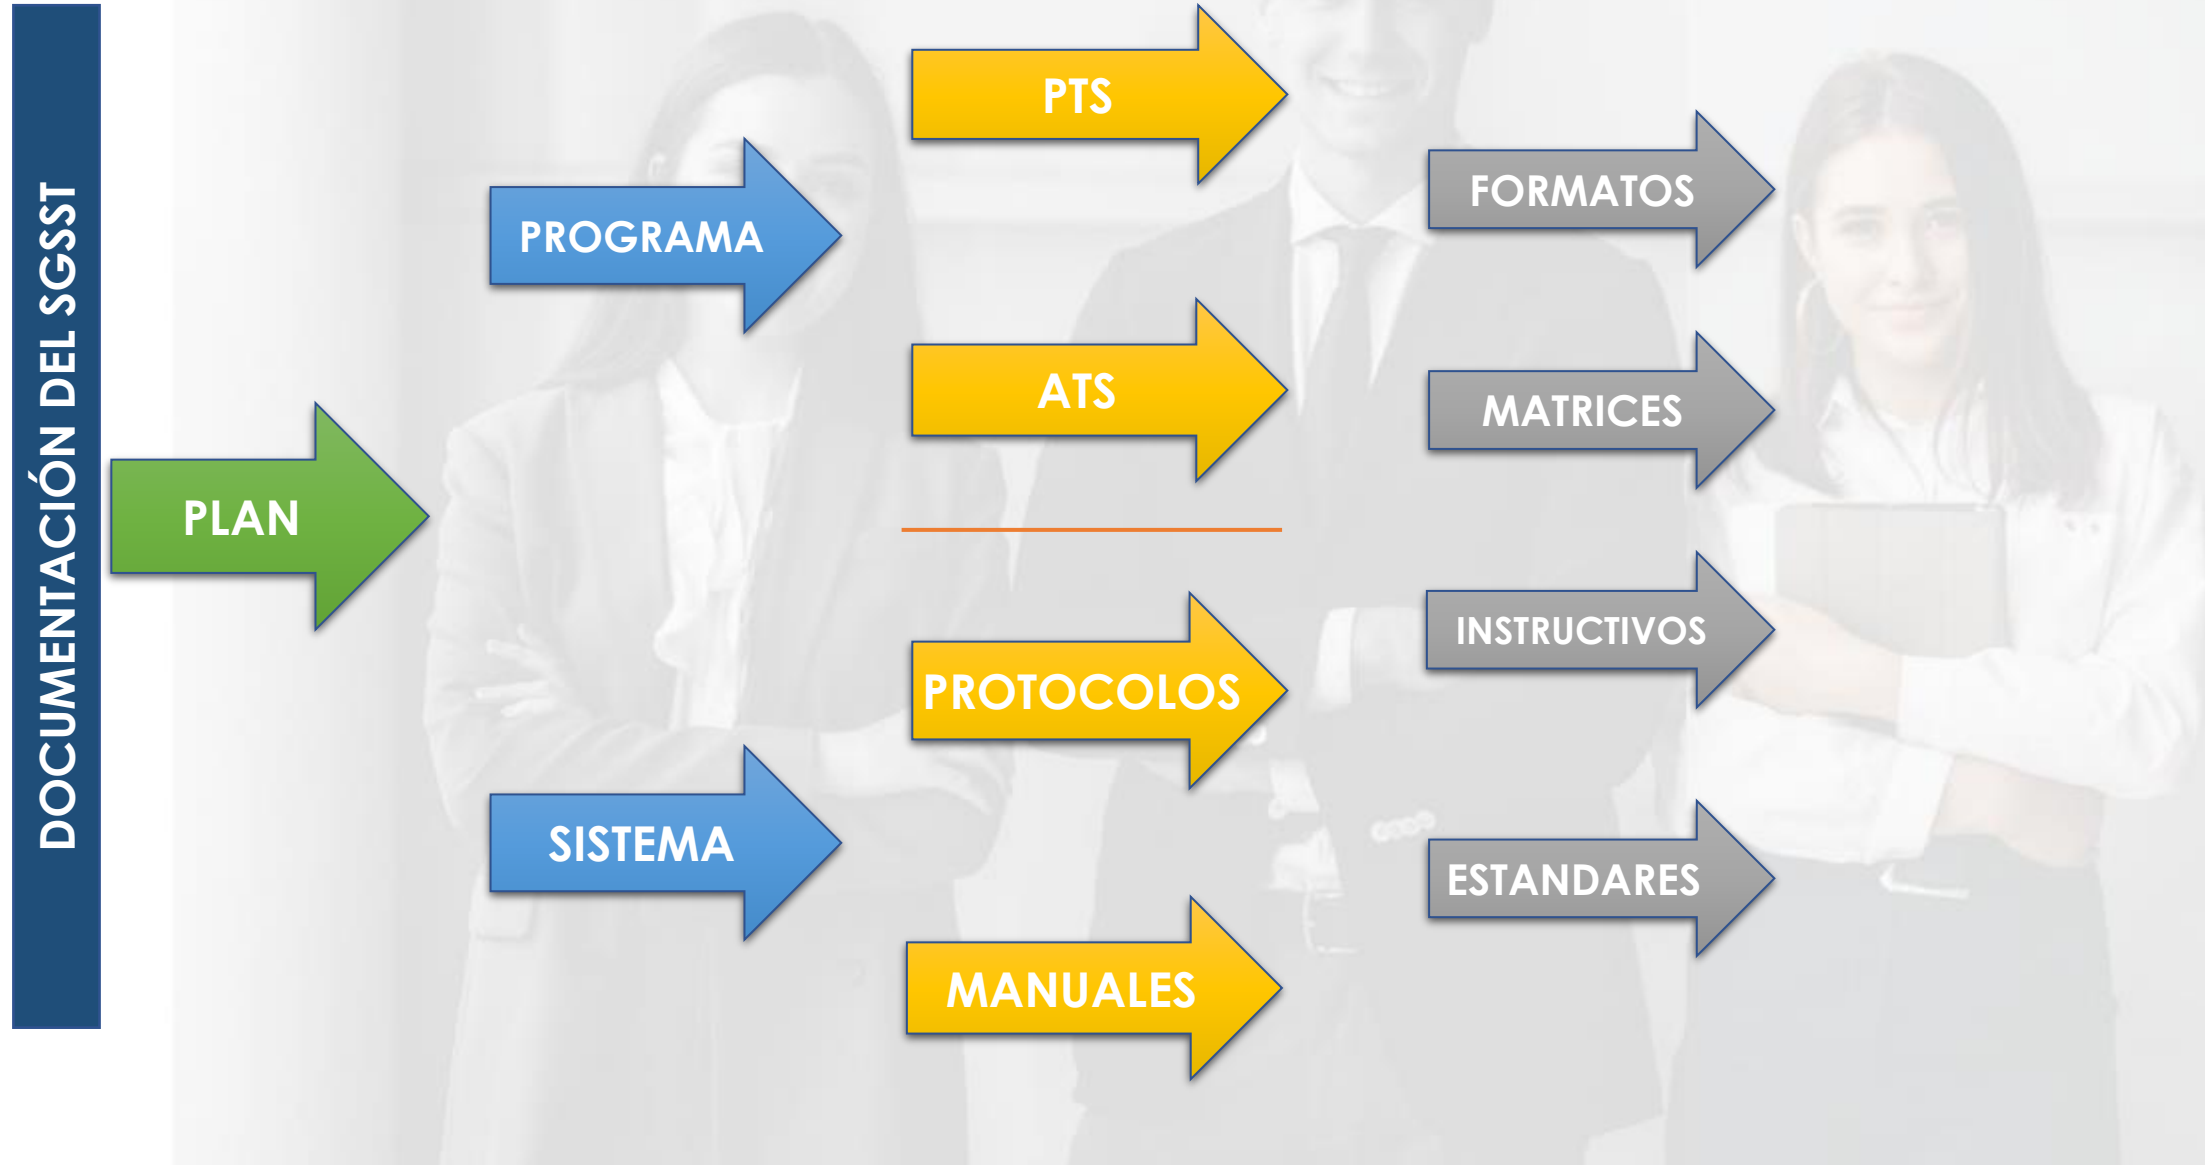 DOCUMENTACIÓN DEL SGSST
PLAN
PROGRAMA
SISTEMA
PTS
ATS
PROTOCOLOS
MANUALES
FORMATOS
MATRICES
INSTRUCTIVOS
ESTANDARES